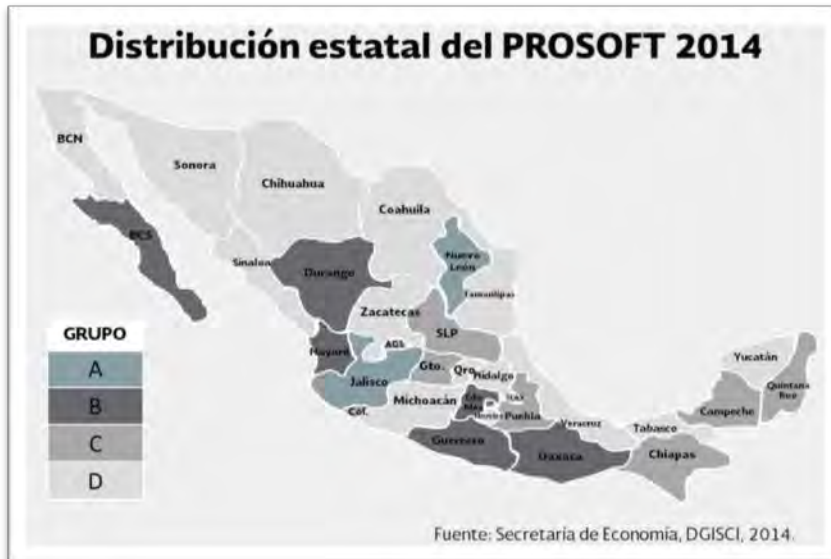 Distribución estatal del PROSOFT 2014
BCN
Sonora
Chihuahua
Coahuila
BCS
Sinaloa
Durango
Nuevo
León
Tamaulipas
Zacatecas
SLP
Nayarit
AGS
Jalisco
Gto.
Qro.
Hidalgo
Col.
Michoacán
Edo
Mex
Puebla
Veracruz
Guerrero
Oaxaca
Tabasco
Chiapas
Campeche
Yucatán
Quintana
Roo
GRUPO
A
B
C
D
Fuente: Secretaría de Economía, DGISCI, 2014.